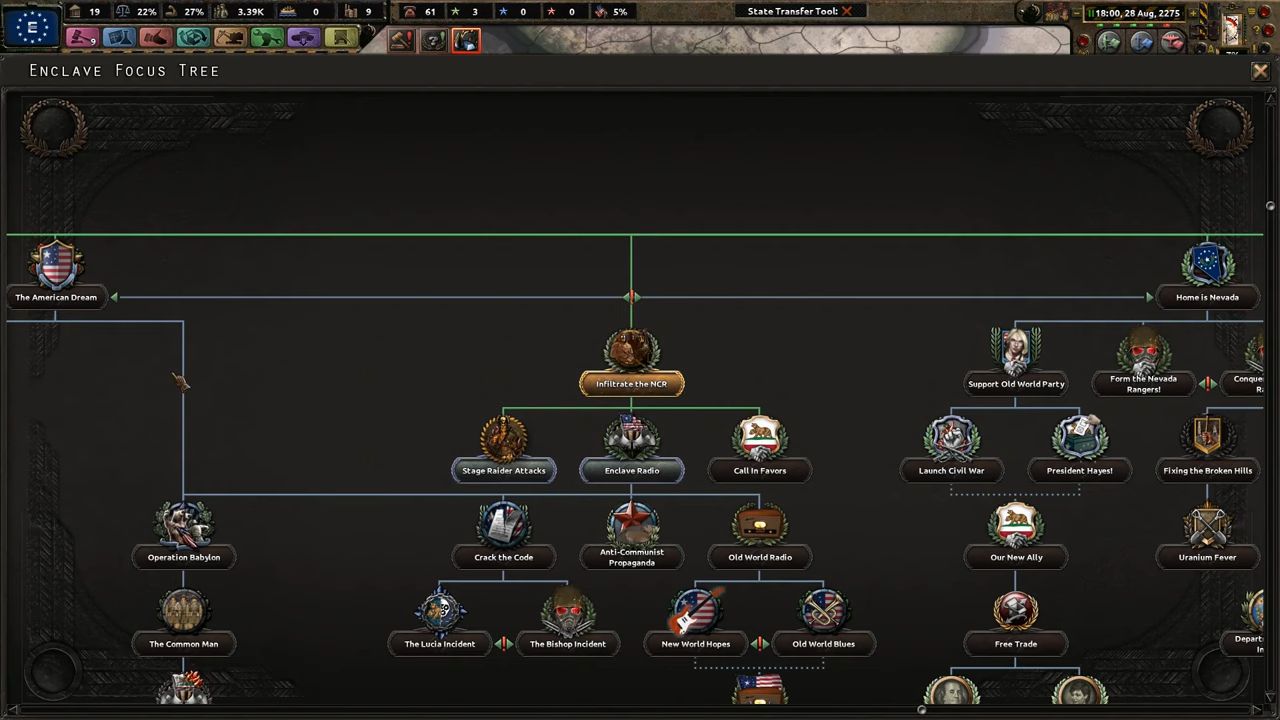 19
22%
27%
3.39K
0
9
61
3
0
0
5%
State Transfer Tool:
18:00, 28 Aug, 2275
E
9
Enclave Focus Tree
The American Dream
Home is Nevada
Infiltrate the NCR
Support Old World Party
Form the Nevada
Rangers!
Stage Raider Attacks
Enclave Radio
Call In Favors
Launch Civil War
President Hayes!
Fixing the Broken Hills
Operation Babylon
Crack the Code
Anti-Communist
Propaganda
Old World Radio
Our New Ally
Uranium Fever
The Common Man
The Lucia Incident
The Bishop Incident
New World Hopes
Old World Blues
Free Trade